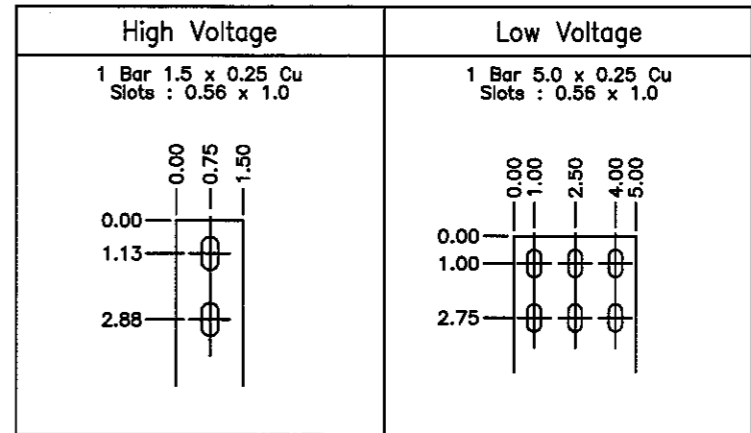 High Voltage
1 Bar 1.5 x 0.25 Cu
Slots : 0.56 x 1.0
0.00
0.75
1.50
0.00
1.13
2.88
Low Voltage
1 Bar 5.0 x 0.25 Cu
Slots : 0.56 x 1.0
0.00
1.00
2.50
4.00
5.00
0.00
1.00
2.75